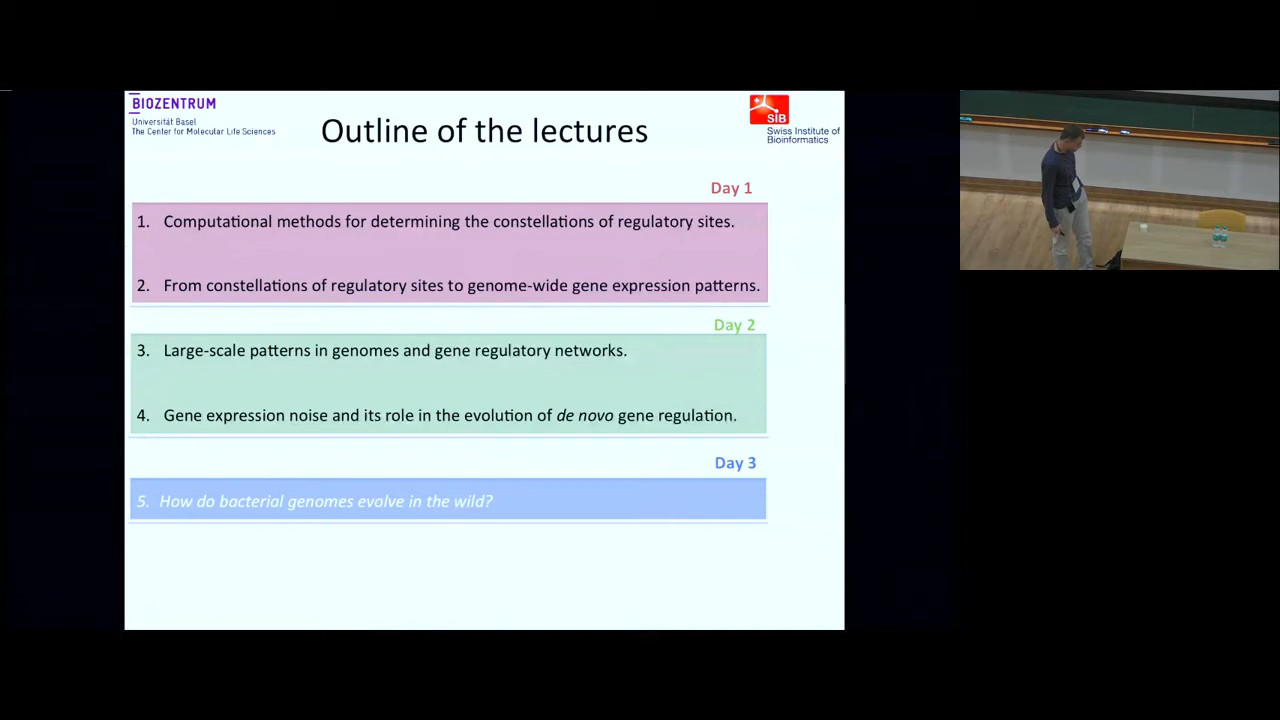 BIOZENTRUM
Universität Basel
The Center for Molecular Life Sciences
Outline of the lectures
SIB
Swiss Institute of
Bioinformatics
Day 1
1. Computational methods for determining the constellations of regulatory sites.
2. From constellations of regulatory sites to genome-wide gene expression patterns.
Day 2
3. Large-scale patterns in genomes and gene regulatory networks.
4. Gene expression noise and its role in the evolution of de novo gene regulation.
Day 3
5. How do bacterial genomes evolve in the wild?